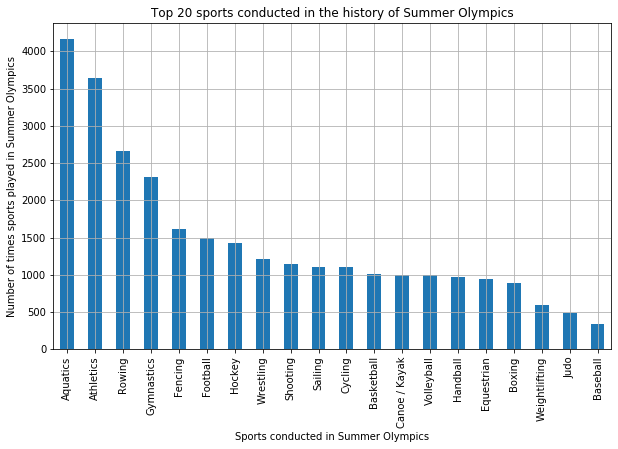 Top 20 sports conducted in the history of Summer Olympics
Number of times sports played in Summer Olympics
4000
3500
3000
2500
2000
1500
1000
500
0
Aquatics
Athletics
Rowing
Gymnastics
Fencing
Football
Hockey
Wrestling
Shooting
Sailing
Cycling
Basketball
Canoe / Kayak
Volleyball
Handball
Equestrian
Boxing
Weightlifting
Judo
Baseball
Sports conducted in Summer Olympics